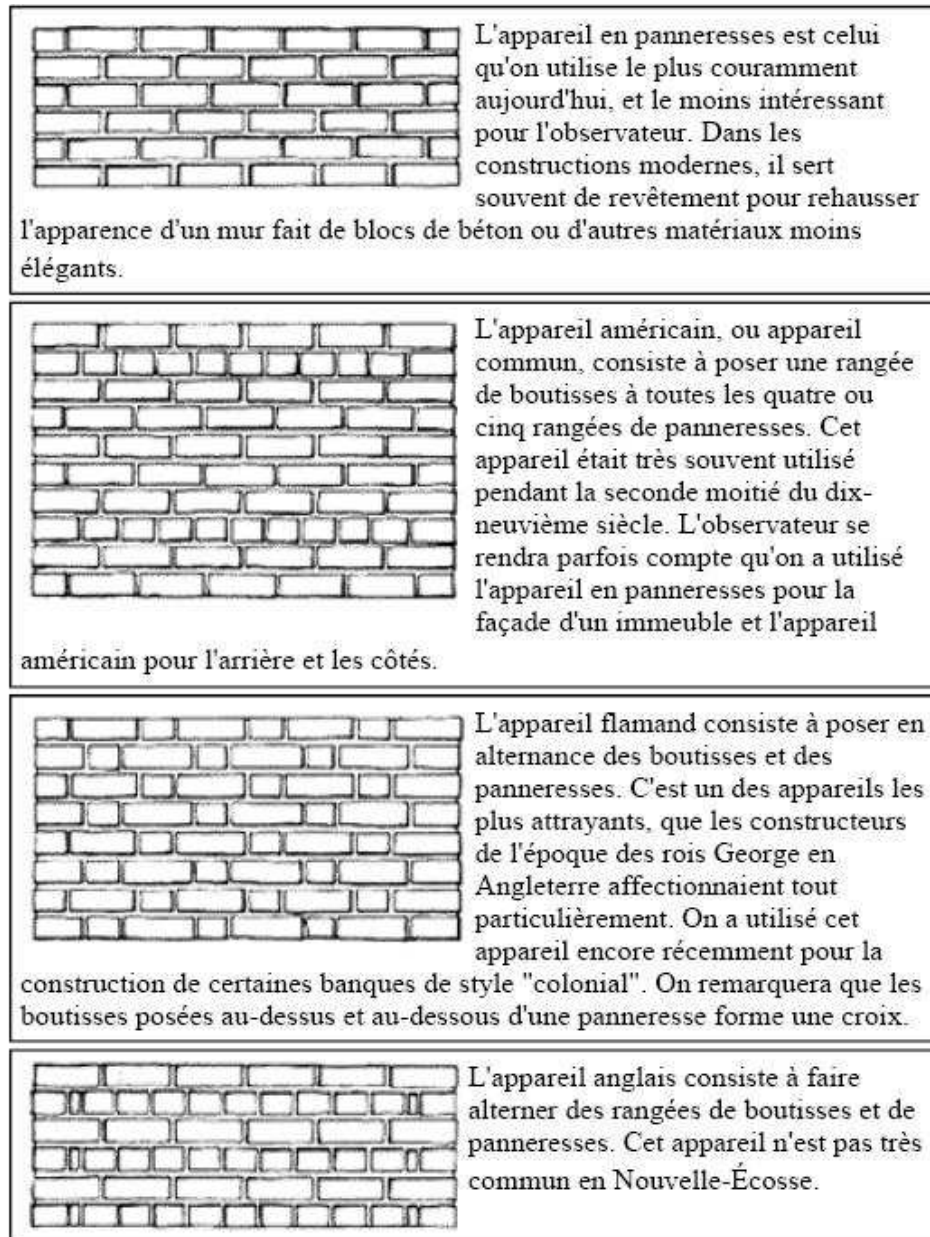 L'appareil en panneresses est celui
qu'on utilise le plus couramment
aujourd'hui, et le moins intéressant
pour l'observateur. Dans les
constructions modernes, il sert
souvent de revêtement pour rehausser
l'apparence d'un mur fait de blocs de béton ou d'autres matériaux moins
élégants.
L'appareil américain, ou appareil
commun, consiste à poser une rangée
de boutisses à toutes les quatre ou
cinq rangées de panneresses. Cet
appareil était très souvent utilisé
pendant la seconde moitié du dix-
neuvième siècle. L'observateur se
rendra parfois compte qu'on a utilisé
l'appareil en panneresses pour la
façade d'un immeuble et l'appareil
américain pour l'arrière et les côtés.
L'appareil flamand consiste à poser en
alternance des boutisses et des
panneresses. C'est un des appareils les
plus attrayants, que les constructeurs
de l'époque des rois George en
Angleterre affectionnaient tout
particulièrement. On a utilisé cet
appareil encore récemment pour la
construction de certaines banques de style "colonial". On remarquera que les
boutisses posées au-dessus et au-dessous d'une panneresse forme une croix.
L'appareil anglais consiste à faire
alterner des rangées de boutisses et de
panneresses. Cet appareil n'est pas très
commun en Nouvelle-Écosse.